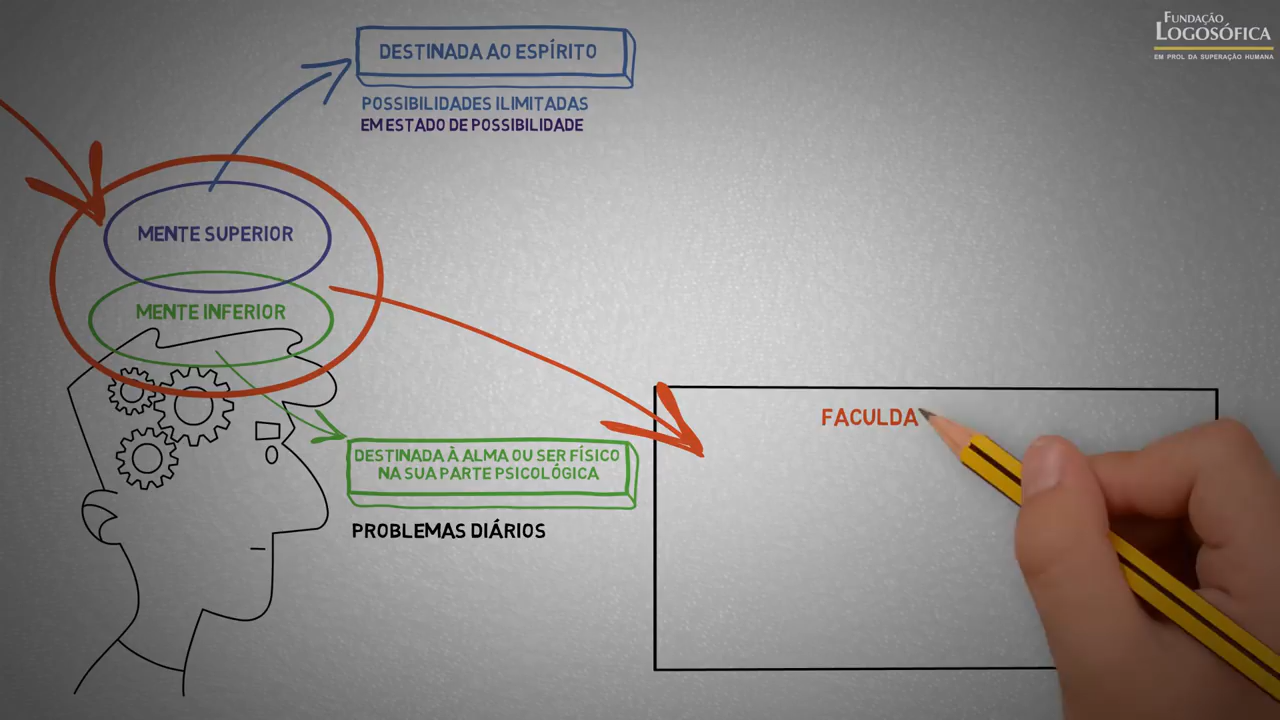 FUNDAÇÃO
LOGOSÓFICA
EM PROL DA SUPERAÇÃO HUMANA
DESTINADA AO ESPÍRITO
POSSIBILIDADES ILIMITADAS
EM ESTADO DE POSSIBILIDADE
MENTE SUPERIOR
MENTE INFERIOR
DESTINADA À ALMA OU SER FÍSICO
NA SUA PARTE PSICOLÓGICA
PROBLEMAS DIÁRIOS
FACULDA